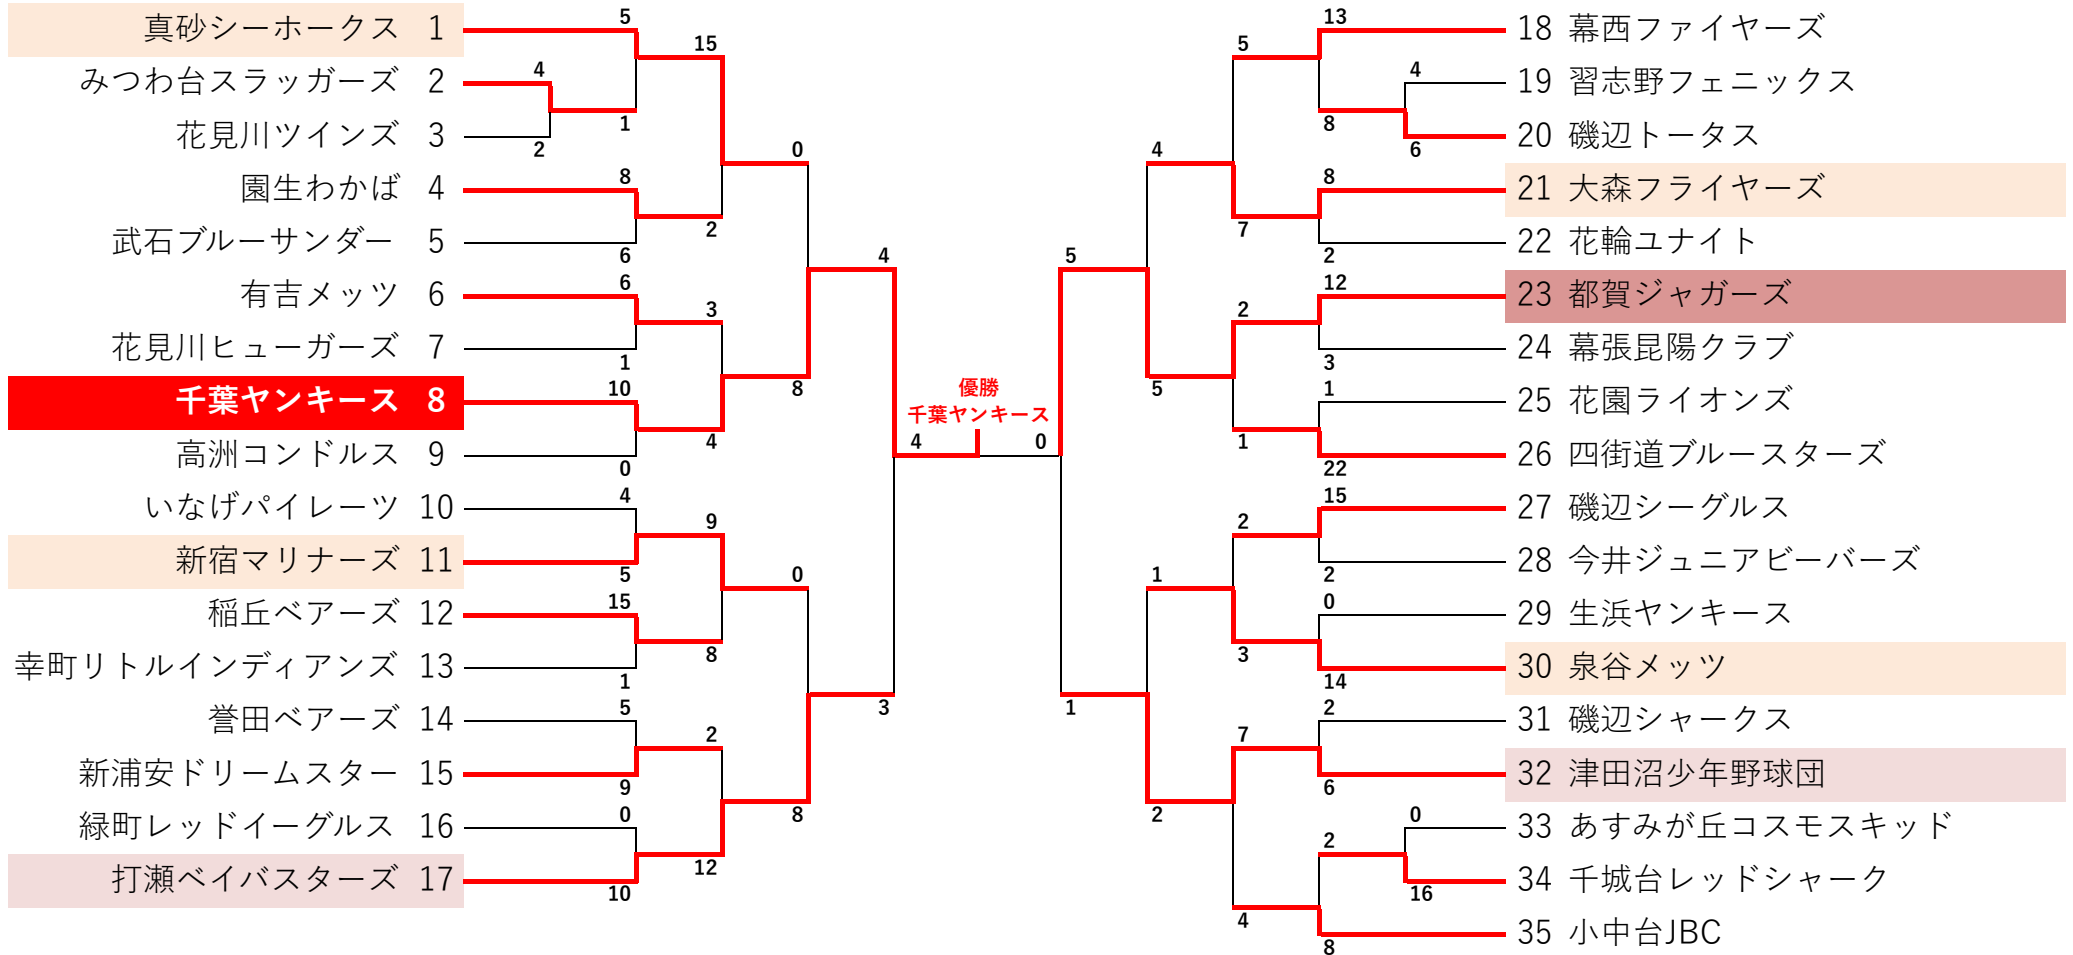 真砂シーホークス 1
みつわ台スラッガーズ 2
花見川ツインズ 3
園生わかば 4
武石ブルーサンダー 5
有吉メッツ 6
花見川ヒューガーズ 7
千葉ヤンキース 8
高洲コンドルス 9
いなげパイレーツ 10
新宿マリナーズ 11
稲丘ベアーズ 12
幸町リトルインディアンズ 13
誉田ベアーズ 14
新浦安ドリームスター 15
緑町レッドイーグルス 16
打瀬ベイバスターズ 17
4
2
5
1
8
6
6
1
10
0
4
5
15
1
5
9
0
10
15
2
3
4
9
8
2
12
0
8
0
8
4
3
優勝
千葉ヤンキース
4 0
5
1
4
5
1
2
5
7
2
1
2
3
7
4
13
8
8
2
12
3
1
22
15
2
0
14
2
6
2
8
4
6
0
16
18 幕西ファイヤーズ
19 習志野フェニックス
20 磯辺トータス
21 大森フライヤーズ
22 花輪ユナイト
23 都賀ジャガーズ
24 幕張昆陽クラブ
25 花園ライオンズ
26 四街道ブルースターズ
27 磯辺シーグルス
28 今井ジュニアビーバーズ
29 生浜ヤンキース
30 泉谷メッツ
31 磯辺シャークス
32 津田沼少年野球団
33 あすみが丘コスモスキッド
34 千城台レッドシャーク
35 小中台JBC